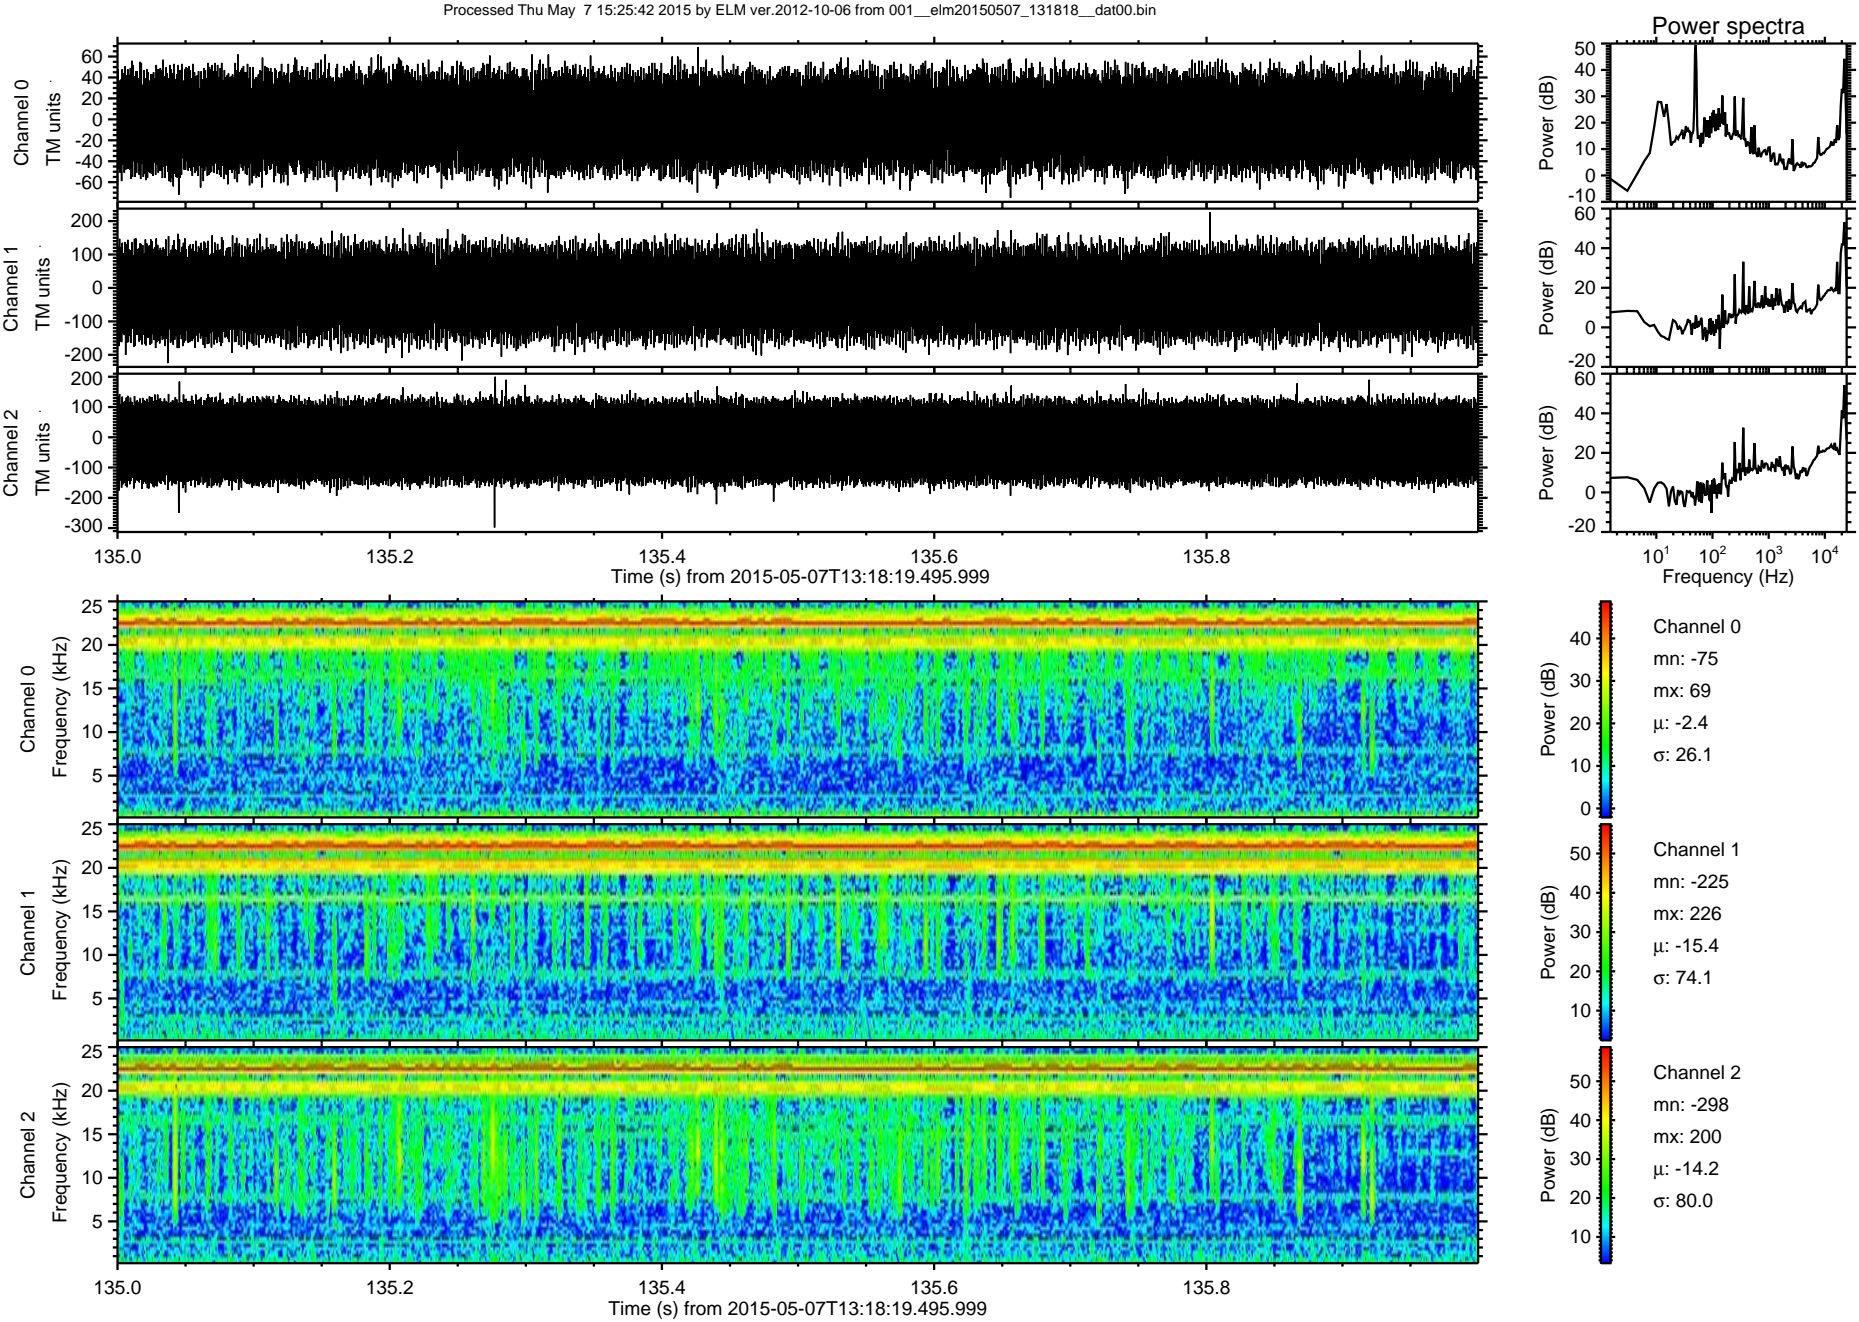 Processed Thu May  7 15:25:42 2015 by ELM ver.2012-10-06 from 001__elm20150507_131818__dat00.bin
Power spectra
Channel 0
TM units
60
40
20
0
-20
-40
-60
Power (dB)
50
40
30
20
10
0
-10
Channel 1
TM units
200
100
0
-100
-200
Power (dB)
60
40
20
0
-20
Channel 2
TM units
200
100
0
-100
-200
-300
Power (dB)
60
40
20
0
-20
135.0 135.2 135.4 135.6 135.8
Time (s) from 2015-05-07T13:18:19.495.999
10¹ 10² 10³ 10⁴
Frequency (Hz)
Channel 0
Frequency (kHz)
25
20
15
10
5
Power (dB)
40
30
20
10
0
Channel 0
mn: -75
mx: 69
μ: -2.4
σ: 26.1
Channel 1
Frequency (kHz)
25
20
15
10
5
Power (dB)
50
40
30
20
10
Channel 1
mn: -225
mx: 226
μ: -15.4
σ: 74.1
Channel 2
Frequency (kHz)
25
20
15
10
5
Power (dB)
50
40
30
20
10
Channel 2
mn: -298
mx: 200
μ: -14.2
σ: 80.0
135.0 135.2 135.4 135.6 135.8
Time (s) from 2015-05-07T13:18:19.495.999